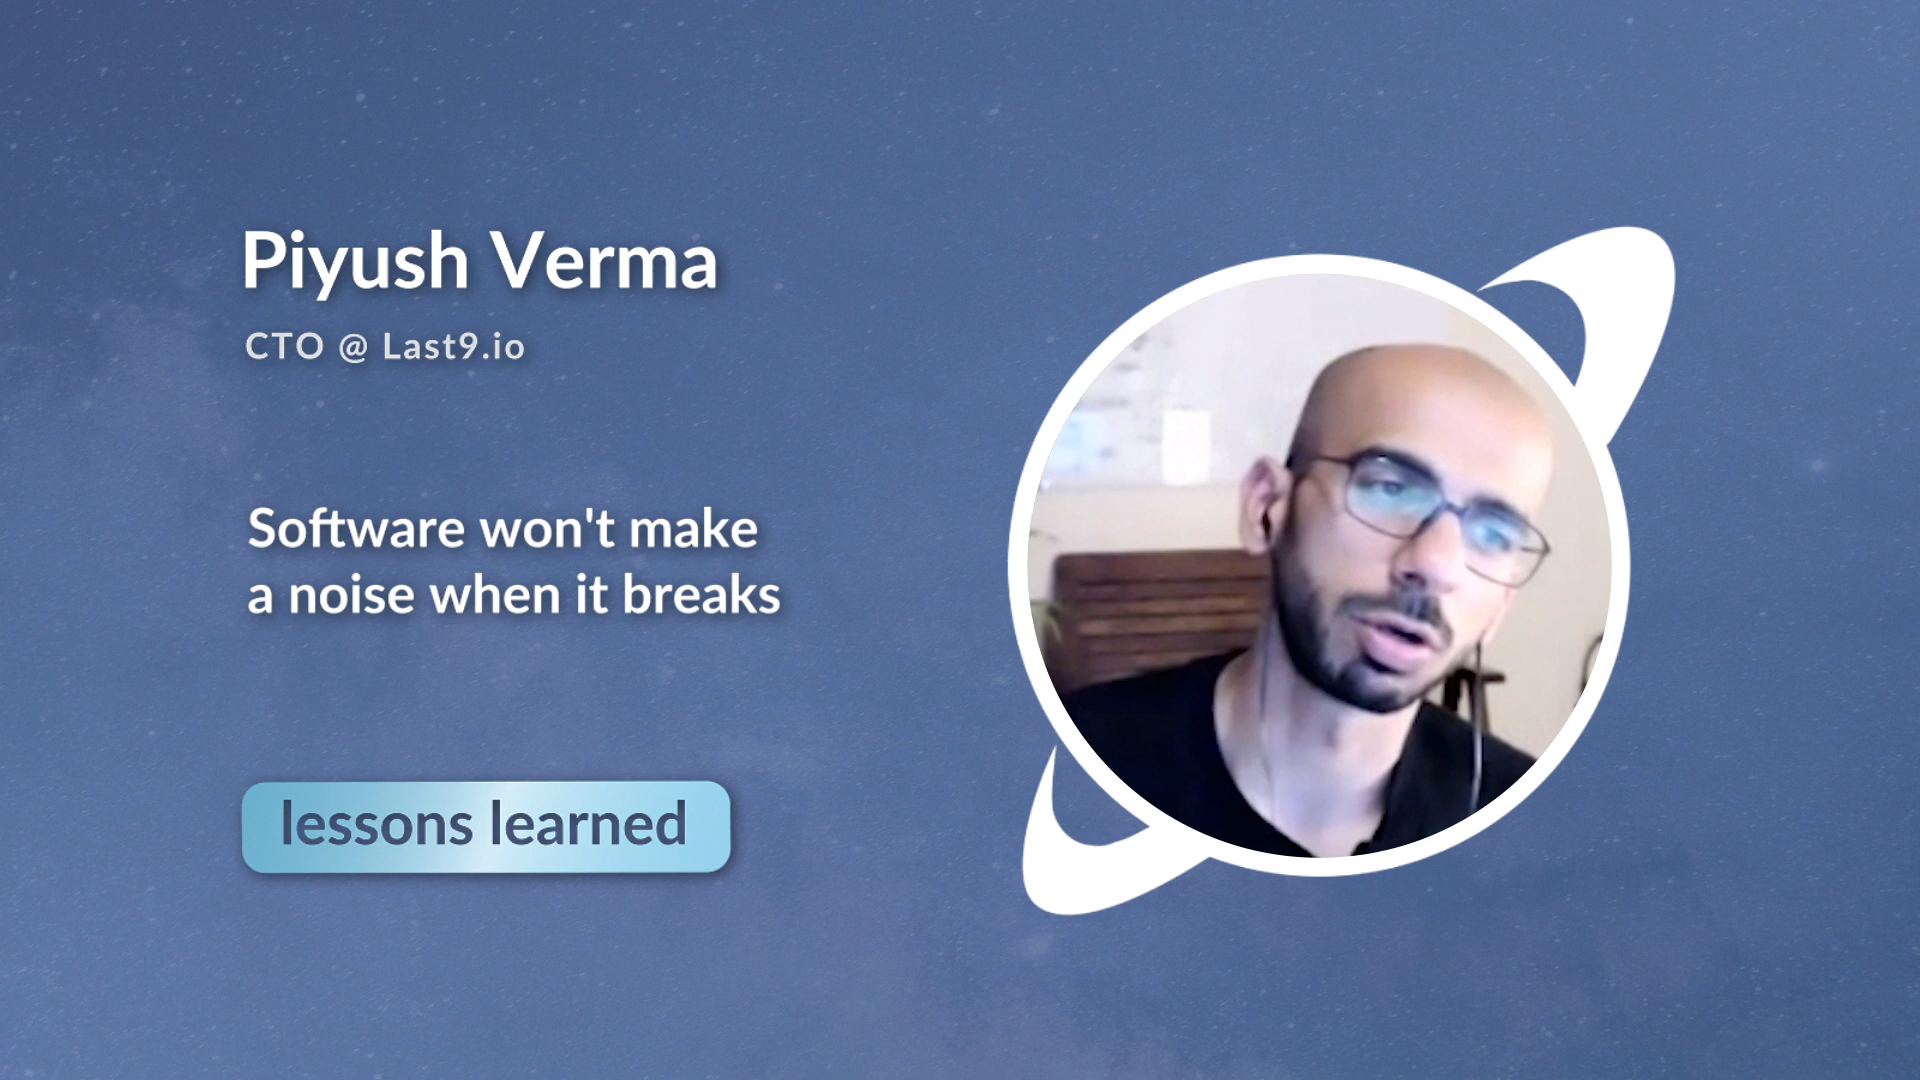 Piyush Verma
CTO @ Last9.io
Software won't make
a noise when it breaks
lessons learned